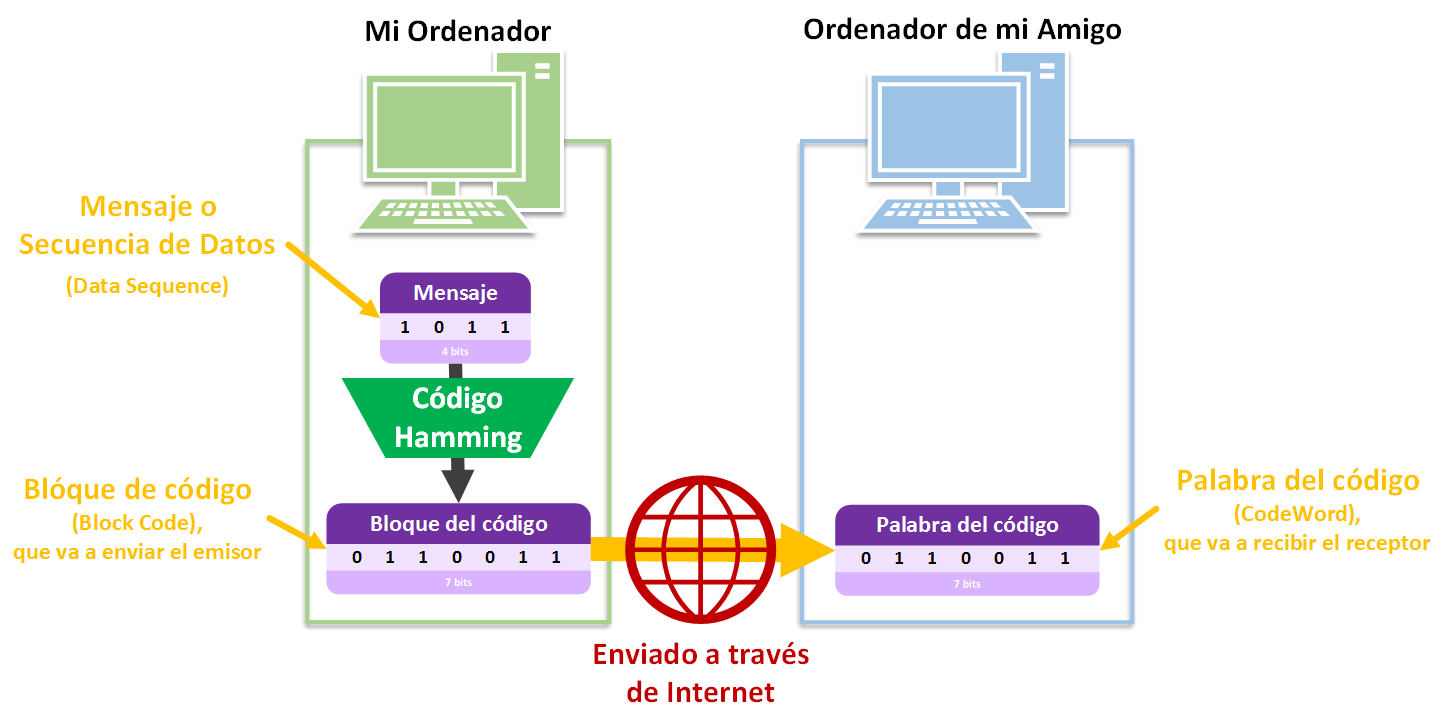 Mi Ordenador
Ordenador de mi Amigo
Mensaje o
Secuencia de Datos
(Data Sequence)
Mensaje
1 0 1 1
4 bits
Código
Hamming
Blóque de código
(Block Code),
que va a enviar el emisor
Bloque del código
0 1 1 0 0 1 1
7 bits
Enviado a través
de Internet
Palabra del código
0 1 1 0 0 1 1
7 bits
Palabra del código
(CodeWord),
que va a recibir el receptor